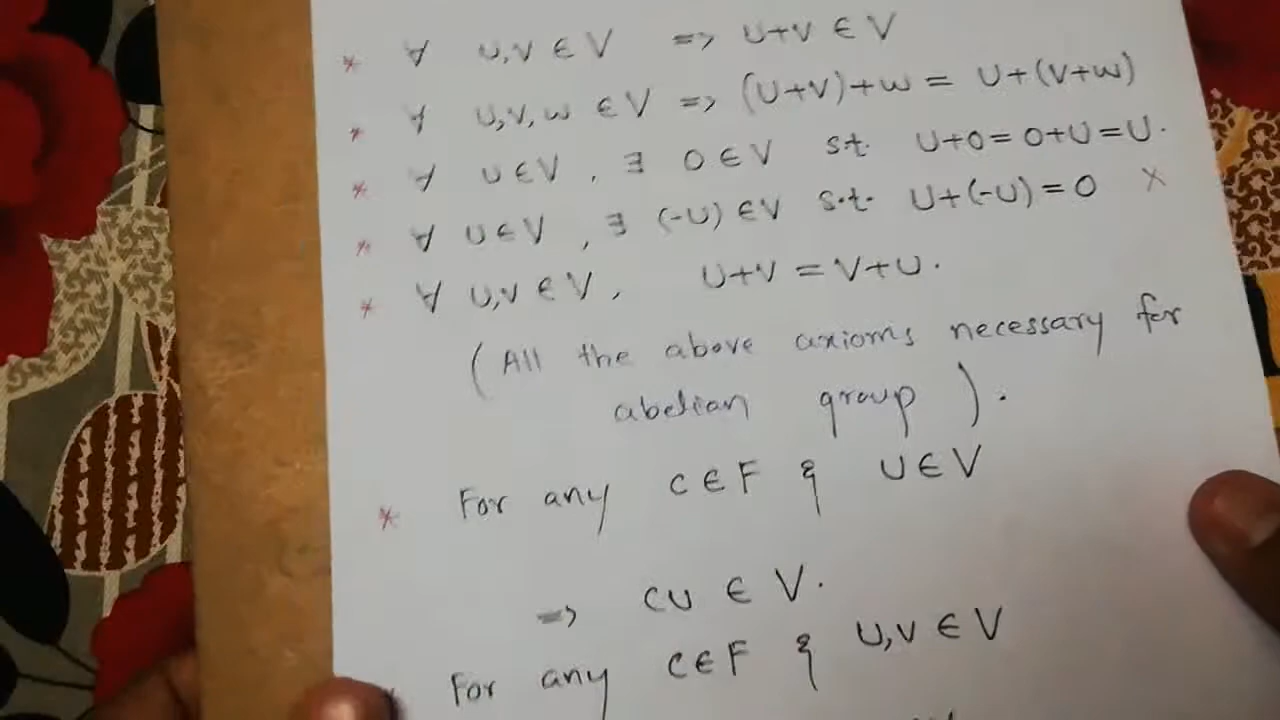 * ∀ u,v ∈ V => u+v ∈ V
* ∀ u,v,w ∈ V => (u+v)+w = u+(v+w)
* ∀ u ∈ V, ∃ 0 ∈ V s.t. u+0=0+u=u.
* ∀ u ∈ V, ∃ (-u) ∈ V s.t. u+(-u)=0 ×
* ∀ u,v ∈ V, u+v = v+u.
(All the above axioms necessary for
abelian group).
* For any c ∈ F & u ∈ V
=> cu ∈ V.
* For any c ∈ F & u,v ∈ V